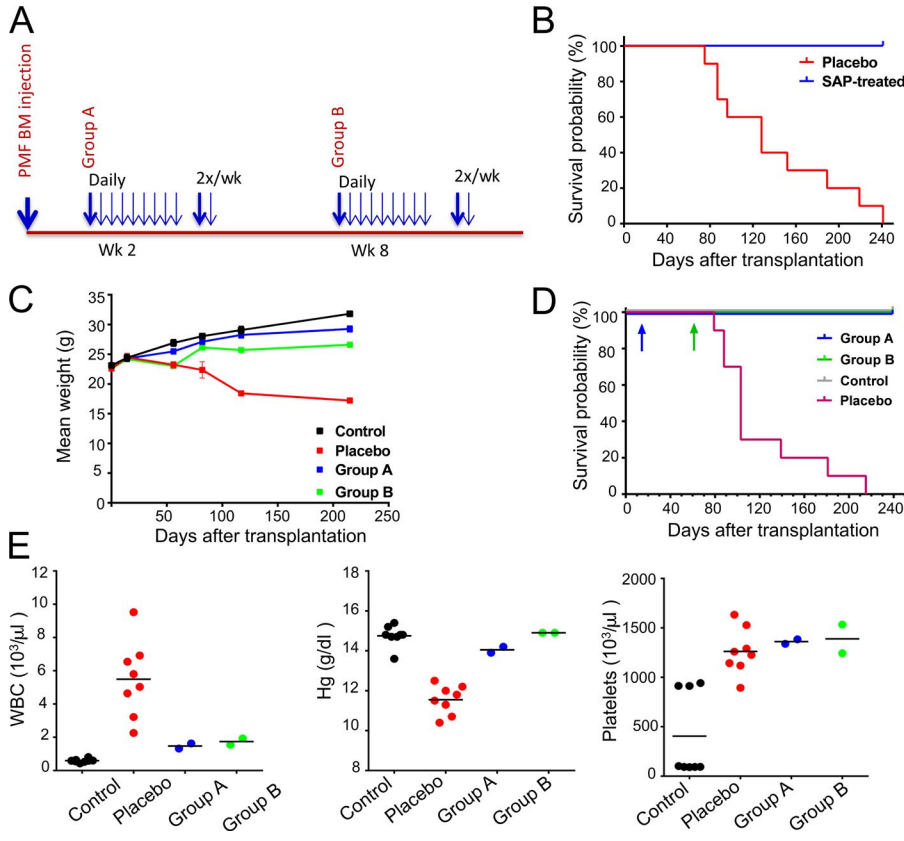 A
PMF BM injection
Group A
Daily
2x/wk
Group B
Daily
2x/wk
Wk 2
Wk 8
B
Survival probability (%)
100
80
60
40
20
0
Placebo
SAP-treated
0 40 80 120 160 200 240
Days after transplantation
C
Mean weight (g)
35
30
25
20
15
10
5
0
Control
Placebo
Group A
Group B
50 100 150 200 250
Days after transplantation
D
Survival probability (%)
100
80
60
40
20
0
Group A
Group B
Control
Placebo
0 40 80 120 160 200 240
Days after transplantation
E
WBC (10³/µl)
12
10
8
6
4
2
0
Control Placebo Group A Group B
Hg (g/dl)
18
16
14
12
10
8
Control Placebo Group A Group B
Platelets (10³/µl)
2000
1500
1000
500
0
Control Placebo Group A Group B